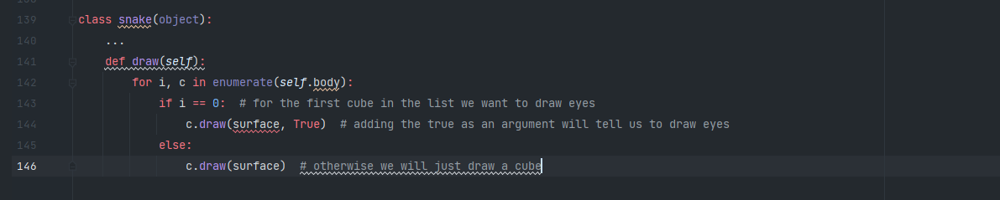 139 class snake(object):
140 ...
141 def draw(self):
142 for i, c in enumerate(self.body):
143 if i == 0:  # for the first cube in the list we want to draw eyes
144 c.draw(surface, True)  # adding the true as an argument will tell us to draw eyes
145 else:
146 c.draw(surface)  # otherwise we will just draw a cube